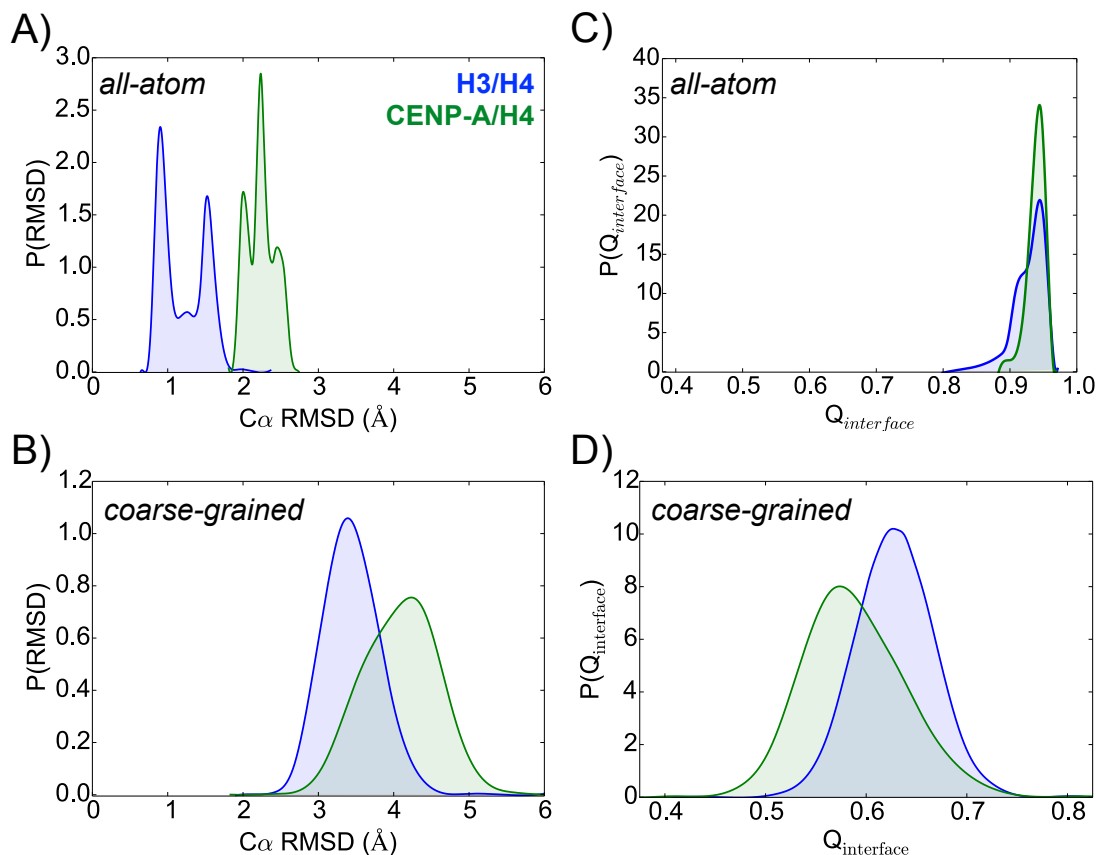 A)
all-atom
H3/H4
CENP-A/H4
P(RMSD)
3.0
2.5
2.0
1.5
1.0
0.5
0.0
0 1 2 3 4 5 6
Cα RMSD (Å)
C)
all-atom
P(Qinterface)
40
35
30
25
20
15
10
5
0
0.4 0.5 0.6 0.7 0.8 0.9 1.0
Qinterface
B)
coarse-grained
P(RMSD)
1.2
1.0
0.8
0.6
0.4
0.2
0.0
0 1 2 3 4 5 6
Cα RMSD (Å)
D)
coarse-grained
P(Qinterface)
12
10
8
6
4
2
0
0.4 0.5 0.6 0.7 0.8
Qinterface